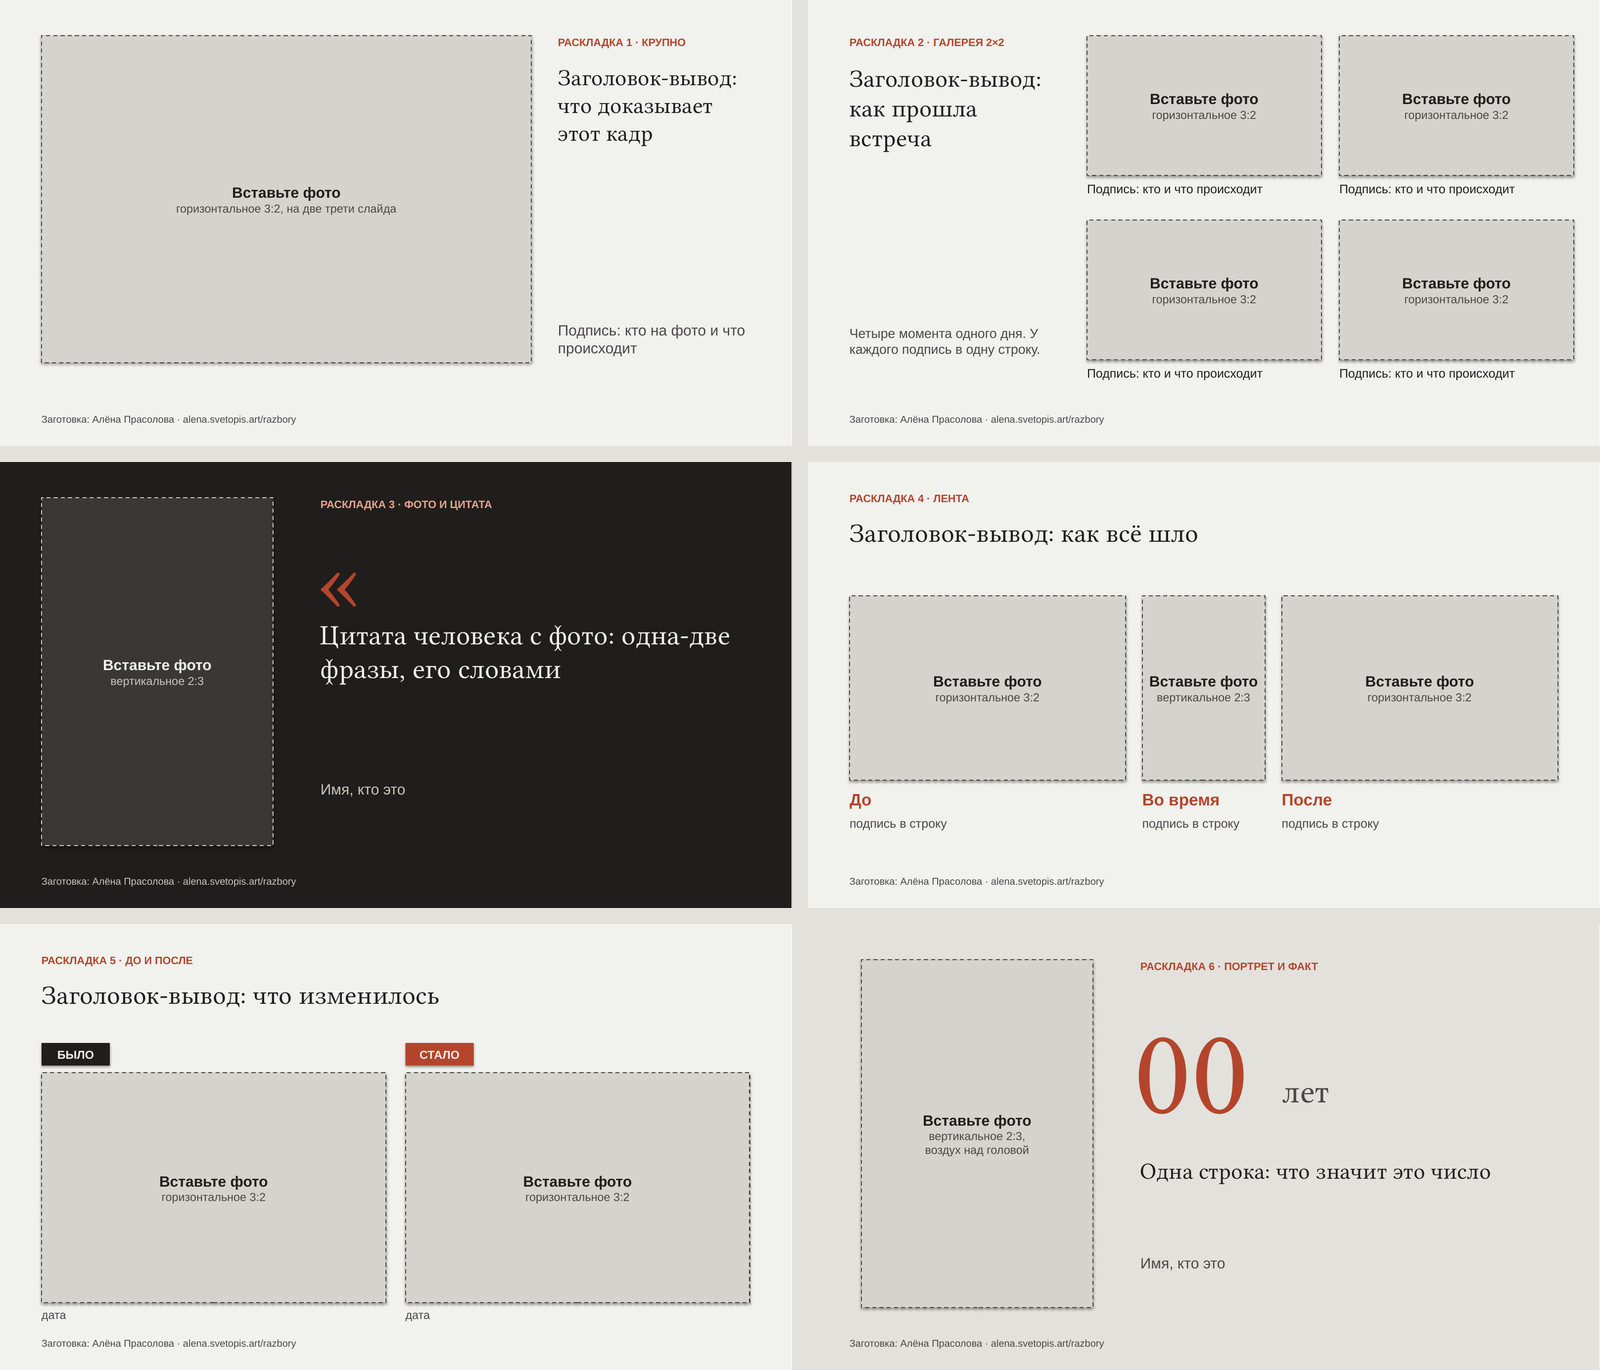 РАСКЛАДКА 1 · КРУПНО
Заголовок-вывод:
что доказывает
этот кадр
Вставьте фото
горизонтальное 3:2, на две трети слайда
Подпись: кто на фото и что
происходит
Заготовка: Алёна Прасолова · alena.svetopis.art/razbory
РАСКЛАДКА 2 · ГАЛЕРЕЯ 2×2
Заголовок-вывод:
как прошла
встреча
Вставьте фото
горизонтальное 3:2
Вставьте фото
горизонтальное 3:2
Подпись: кто и что происходит
Подпись: кто и что происходит
Вставьте фото
горизонтальное 3:2
Вставьте фото
горизонтальное 3:2
Четыре момента одного дня. У
каждого подпись в одну строку.
Подпись: кто и что происходит
Подпись: кто и что происходит
Заготовка: Алёна Прасолова · alena.svetopis.art/razbory
РАСКЛАДКА 3 · ФОТО И ЦИТАТА
«
Цитата человека с фото: одна-две
фразы, его словами
Вставьте фото
вертикальное 2:3
Имя, кто это
Заготовка: Алёна Прасолова · alena.svetopis.art/razbory
РАСКЛАДКА 4 · ЛЕНТА
Заголовок-вывод: как всё шло
Вставьте фото
горизонтальное 3:2
Вставьте фото
вертикальное 2:3
Вставьте фото
горизонтальное 3:2
До
подпись в строку
Во время
подпись в строку
После
подпись в строку
Заготовка: Алёна Прасолова · alena.svetopis.art/razbory
РАСКЛАДКА 5 · ДО И ПОСЛЕ
Заголовок-вывод: что изменилось
БЫЛО
СТАЛО
Вставьте фото
горизонтальное 3:2
Вставьте фото
горизонтальное 3:2
дата
дата
Заготовка: Алёна Прасолова · alena.svetopis.art/razbory
РАСКЛАДКА 6 · ПОРТРЕТ И ФАКТ
00 лет
Вставьте фото
вертикальное 2:3,
воздух над головой
Одна строка: что значит это число
Имя, кто это
Заготовка: Алёна Прасолова · alena.svetopis.art/razbory